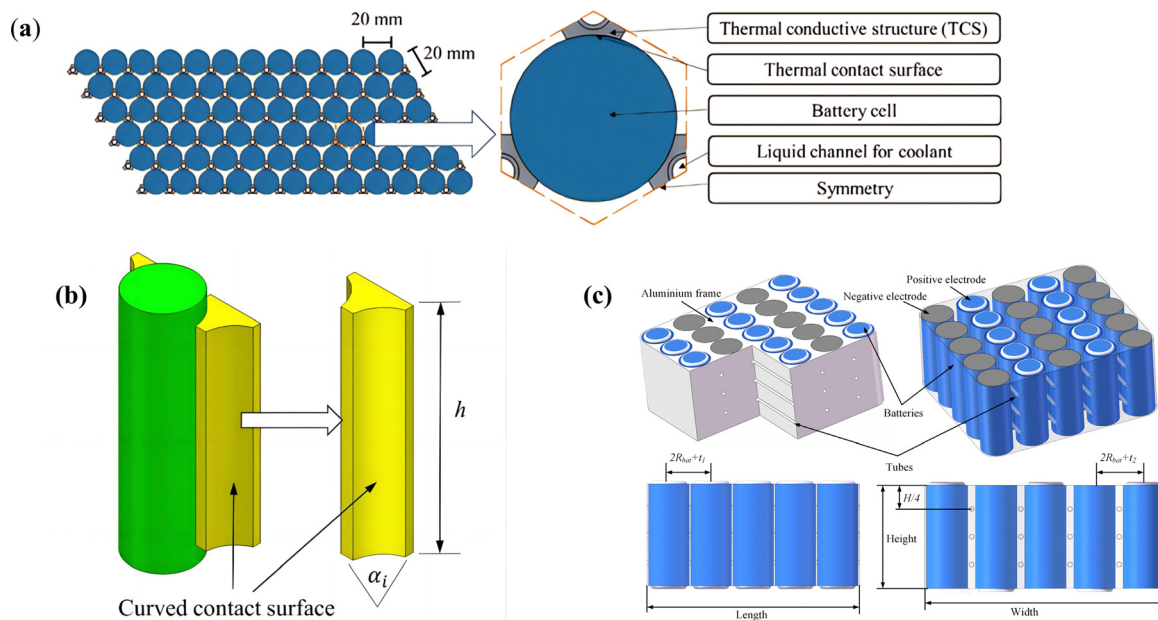 (a)
20 mm
20 mm
Thermal conductive structure (TCS)
Thermal contact surface
Battery cell
Liquid channel for coolant
Symmetry
(b)
h
αi
Curved contact surface
(c)
Aluminium frame
Positive electrode
Negative electrode
Batteries
Tubes
2Rbat+t1
2Rbat+t2
H/4
Height
Length
Width